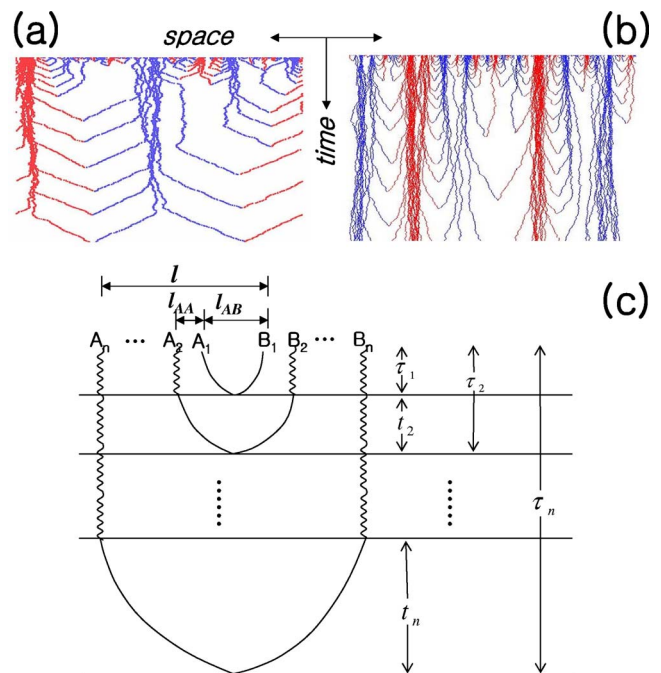 (a)
space
(b)
time
(c)
l
l_AA l_AB
A_n ... A_2 A_1 B_1 B_2 ... B_n
τ_1
τ_2
t_2
τ_n
t_n